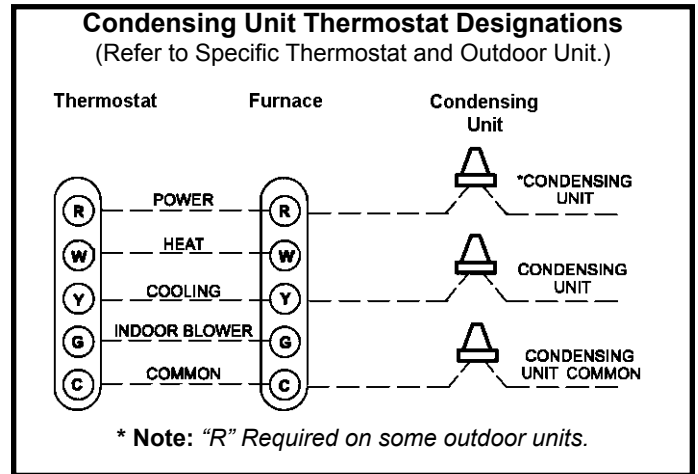 Condensing Unit Thermostat Designations
(Refer to Specific Thermostat and Outdoor Unit.)
Thermostat Furnace Condensing
Unit
*CONDENSING
UNIT
R POWER R
W HEAT W
Y COOLING Y
CONDENSING
UNIT
G INDOOR BLOWER G
C COMMON C
CONDENSING
UNIT COMMON
* Note: “R” Required on some outdoor units.